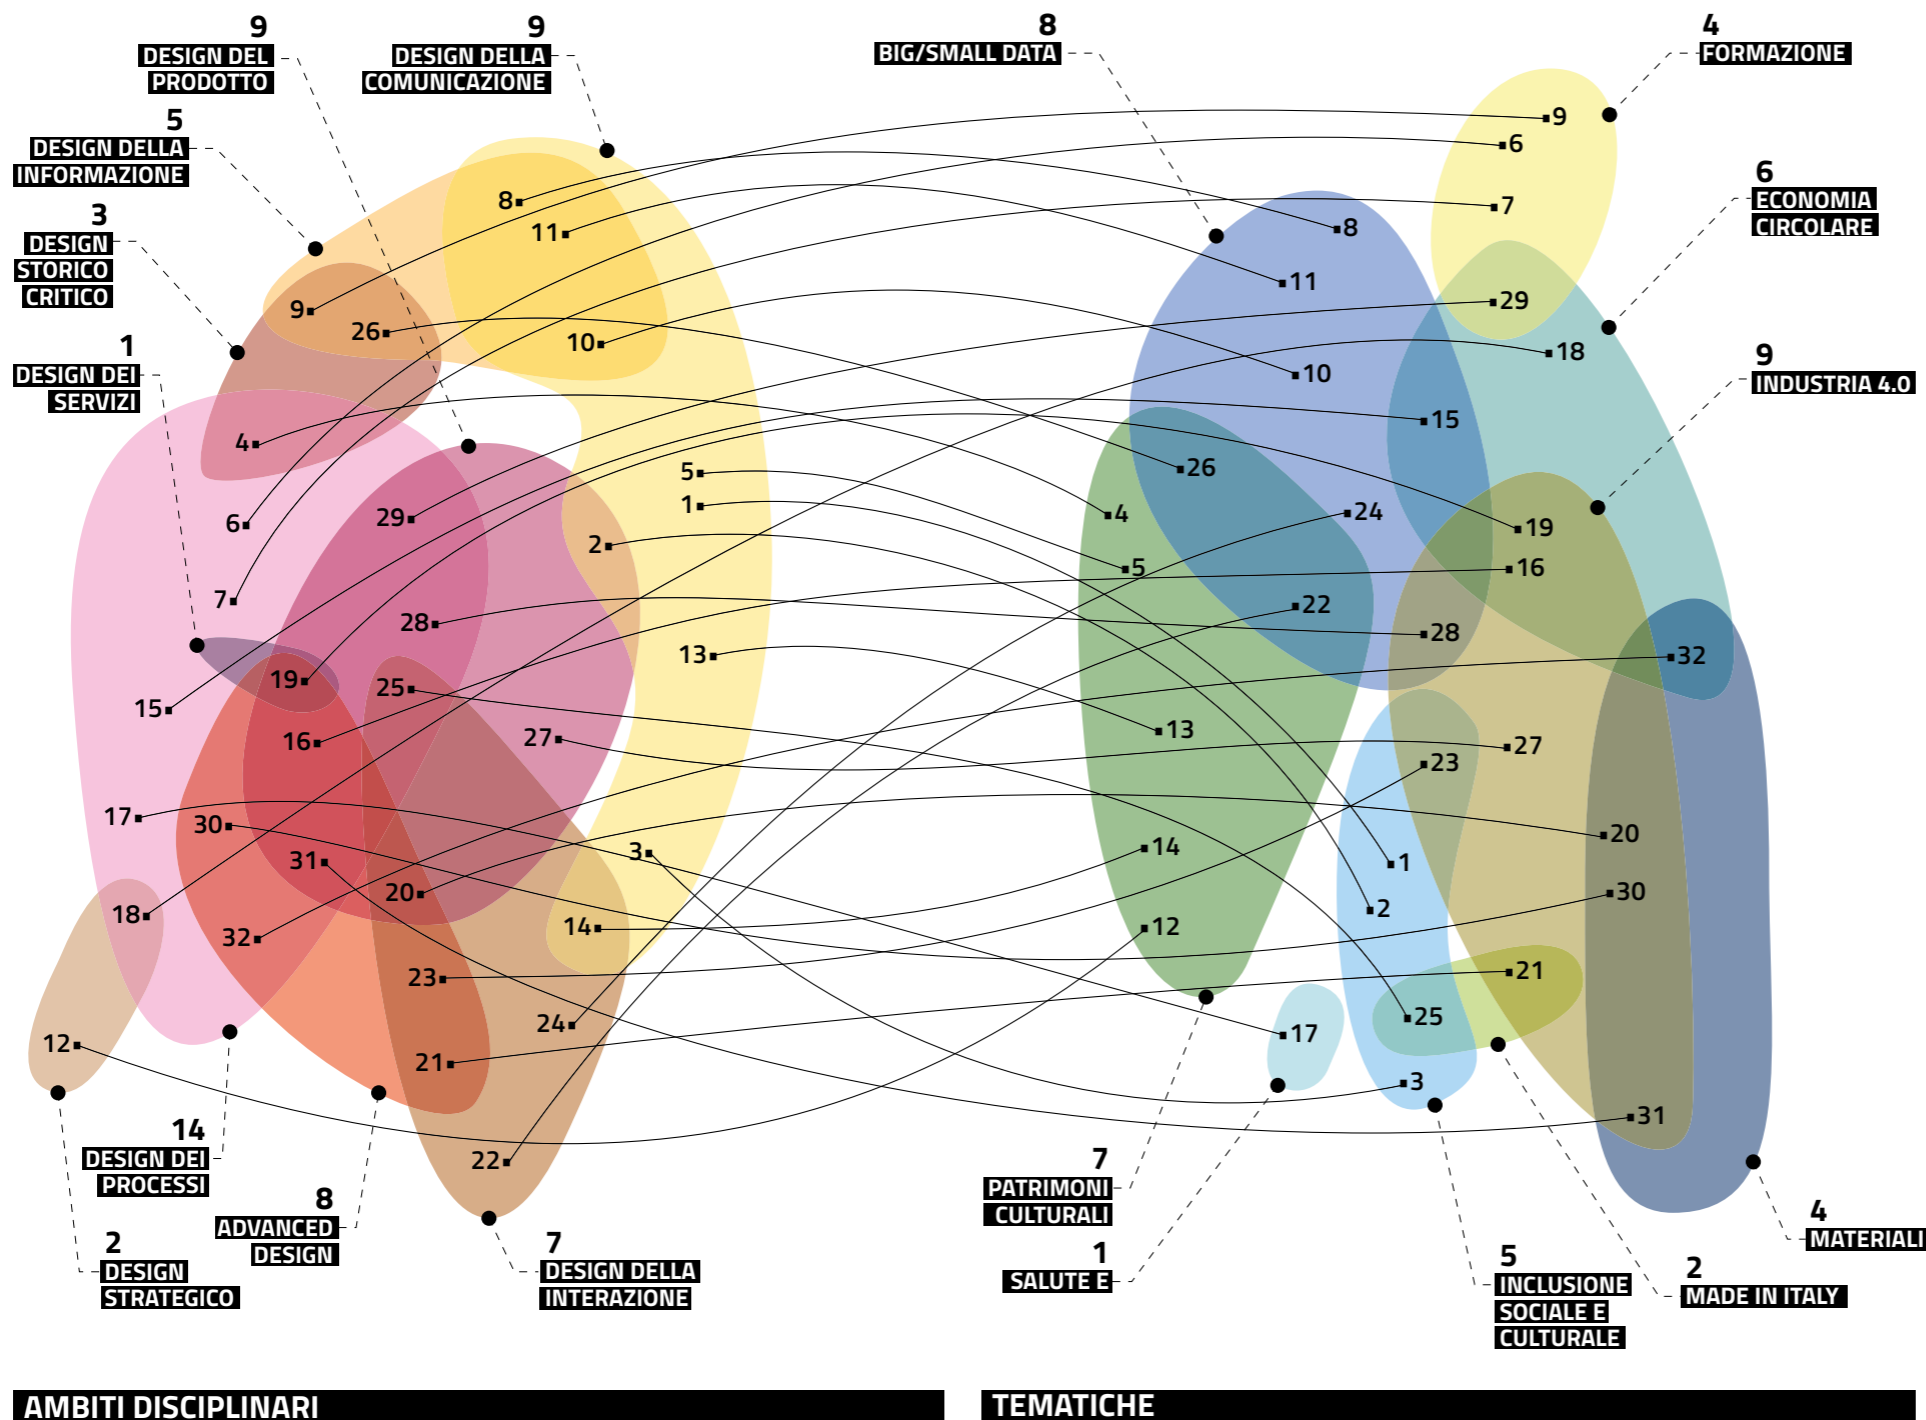 9
DESIGN DEL
PRODOTTO
9
DESIGN DELLA
COMUNICAZIONE
5
DESIGN DELLA
INFORMAZIONE
3
DESIGN
STORICO
CRITICO
1
DESIGN DEI
SERVIZI
8
11
9
26
10
4
5
1
29
6
2
7
28
13
19
25
15
16
27
17
30
3
31
20
18
14
32
23
24
12
21
22
14
DESIGN DEI
PROCESSI
8
ADVANCED
DESIGN
2
DESIGN
STRATEGICO
7
DESIGN DELLA
INTERAZIONE
AMBITI DISCIPLINARI
8
BIG/SMALL DATA
4
FORMAZIONE
6
ECONOMIA
CIRCOLARE
9
INDUSTRIA 4.0
9
6
7
8
11
29
18
10
15
26
4
24
19
5
16
22
28
32
13
27
23
20
14
1
30
2
12
21
25
17
3
31
7
PATRIMONI
CULTURALI
1
SALUTE E
5
INCLUSIONE
SOCIALE E
CULTURALE
2
MADE IN ITALY
4
MATERIALI
TEMATICHE